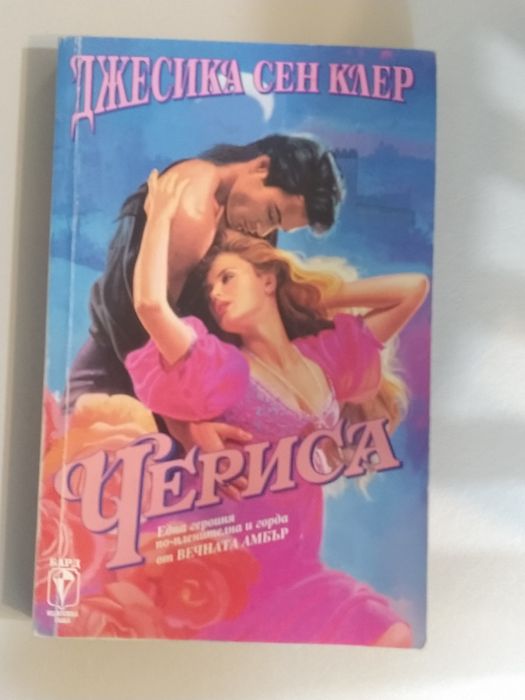 ДЖЕСИКА СЕН КЛЕР
ЧЕРИСА
Една героиня
по-пленителна и горда
от ВЕЧНАТА АМБЪР
БАРД